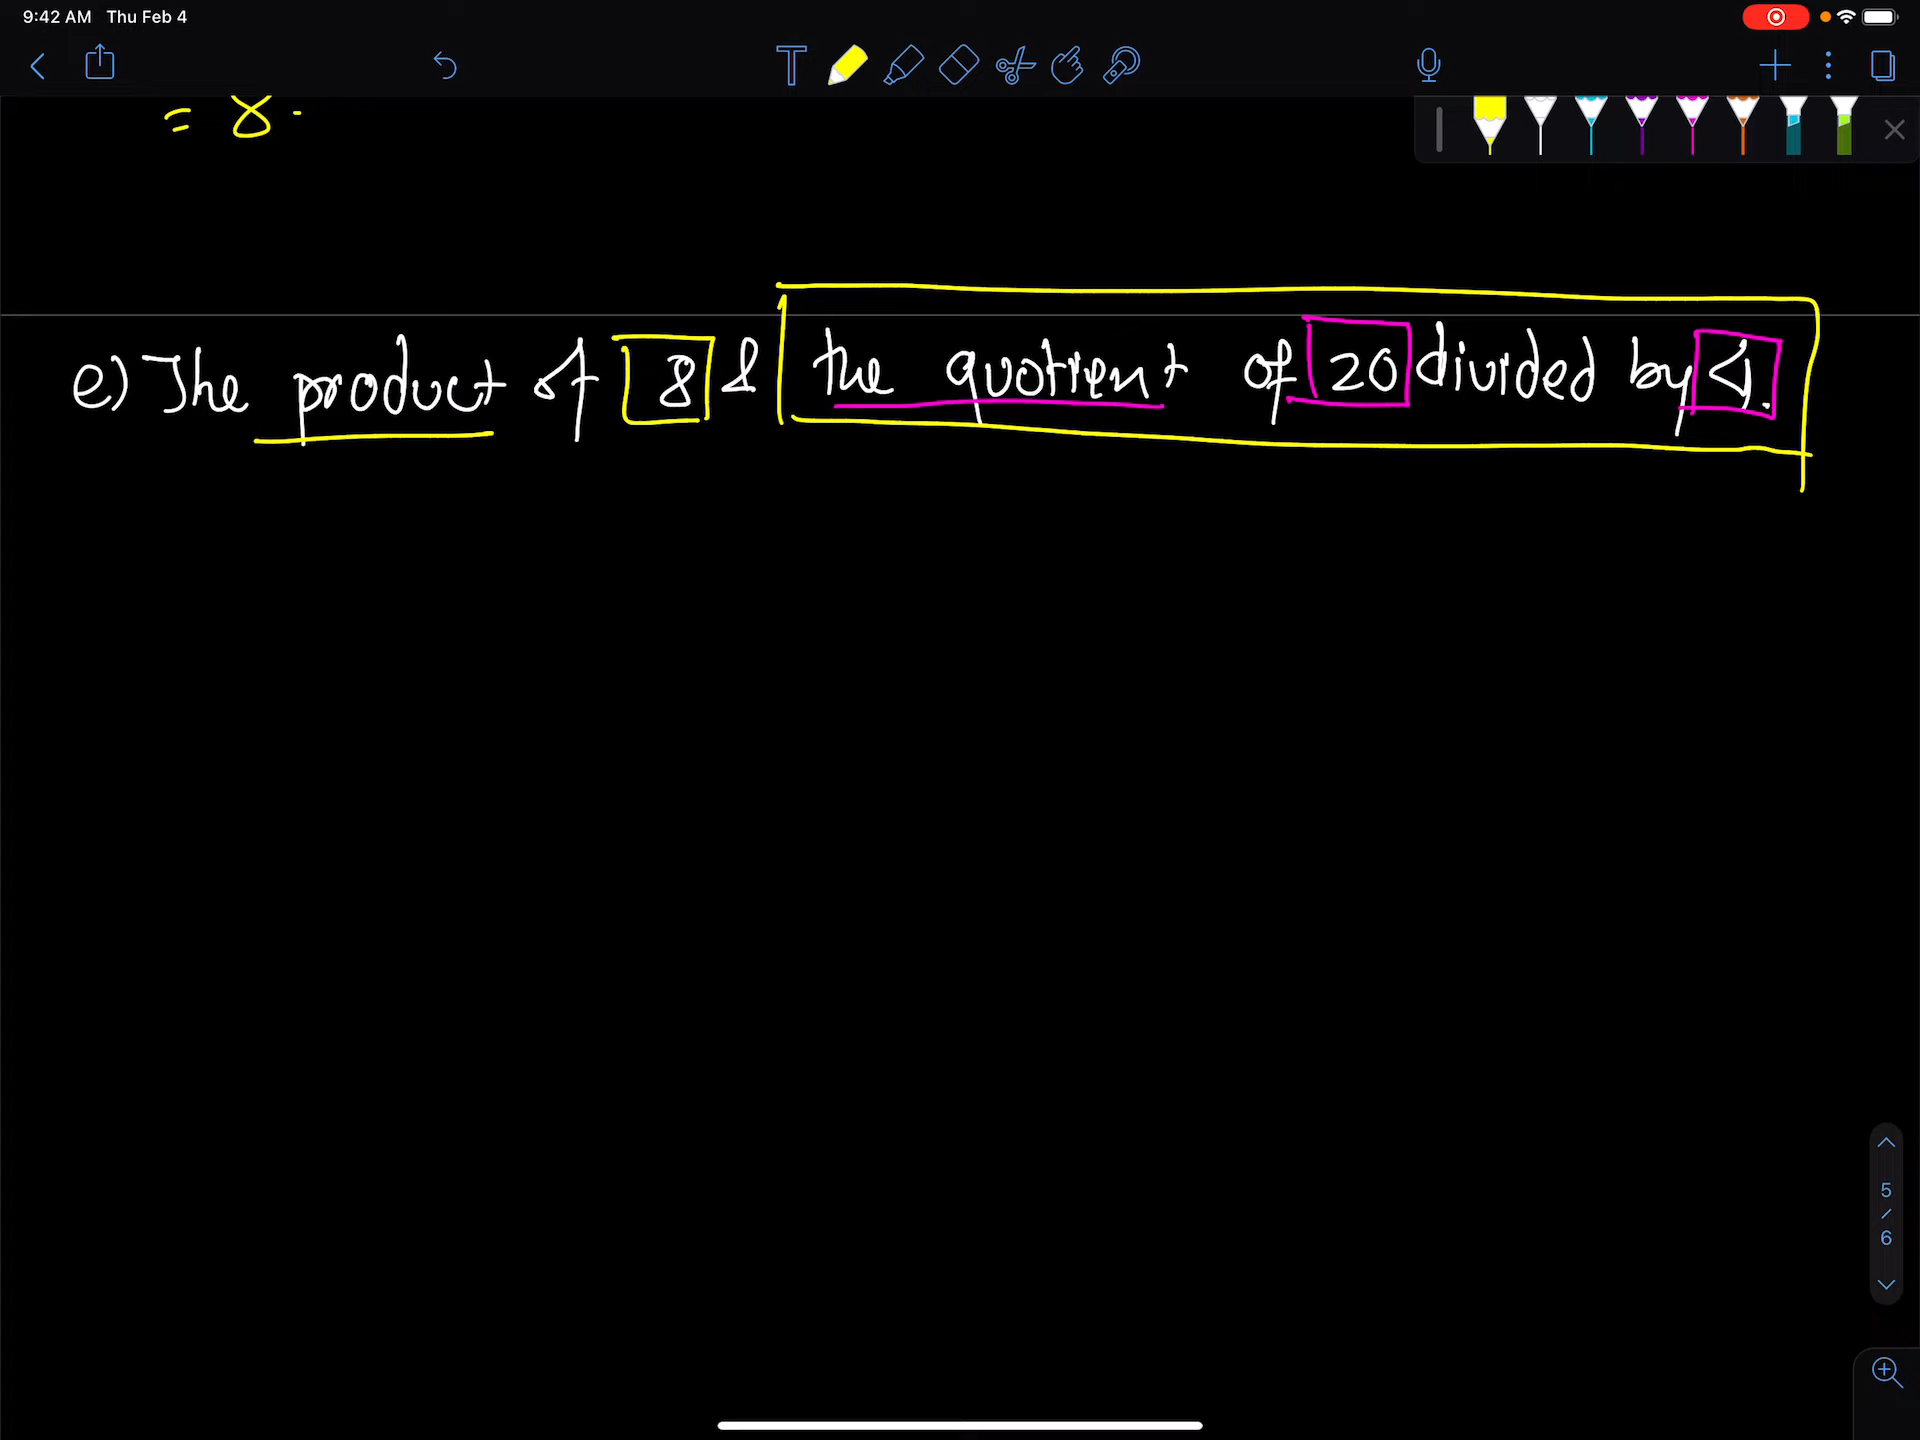 9:42 AM Thu Feb 4
= 8.
e) The product of 8 & the quotient of 20 divided by 4.
5
/
6